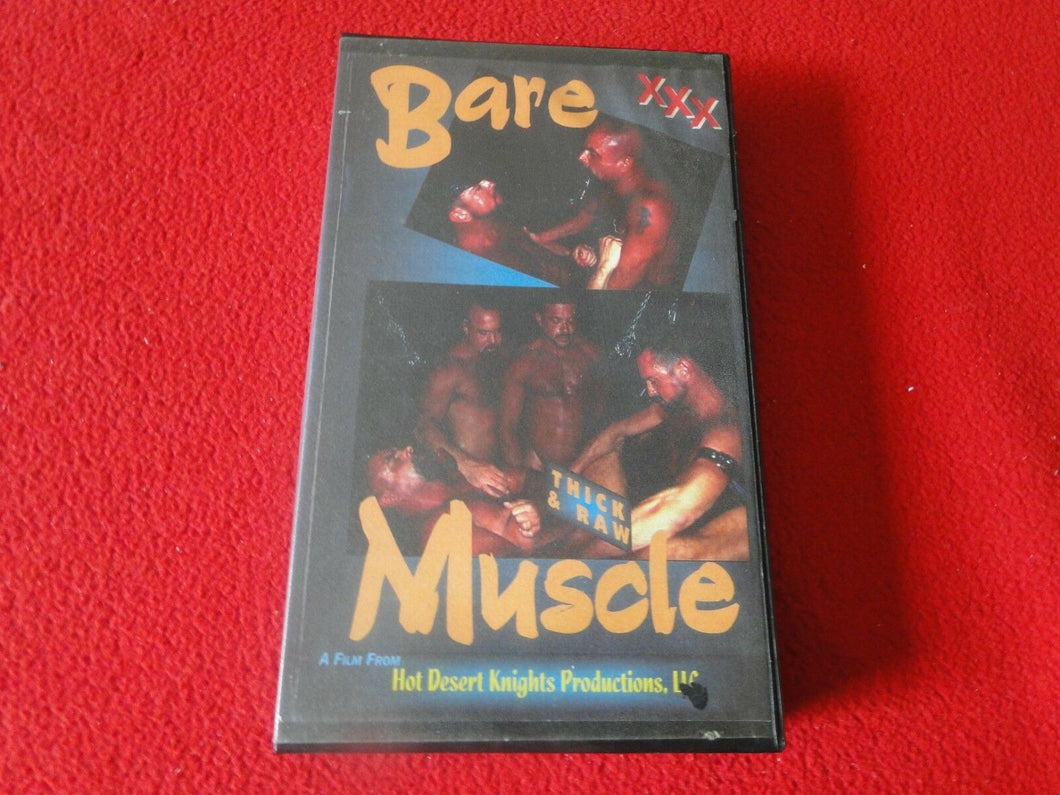 Bare
XXX
THICK
& RAW
Muscle
A FILM FROM
Hot Desert Knights Productions, LLC